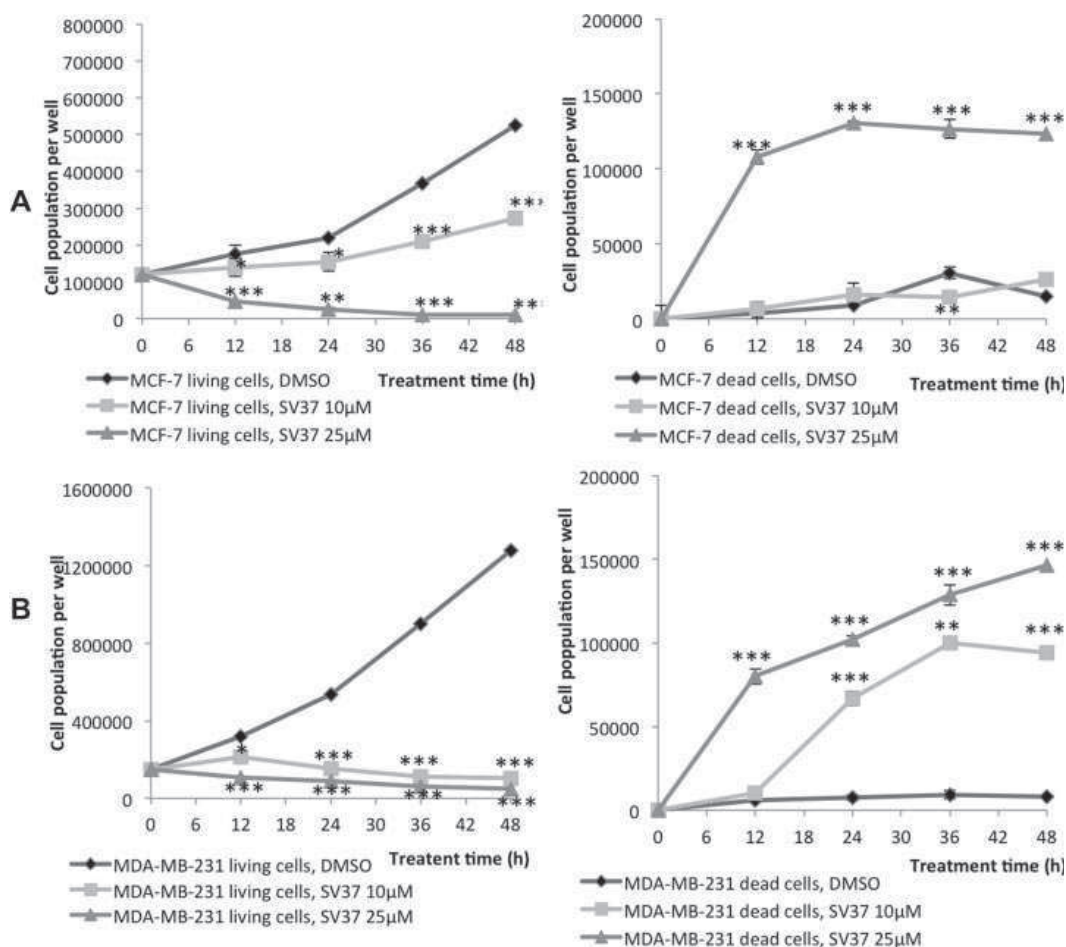 A
Cell population per well
800000
700000
600000
500000
400000
300000
200000
100000
0
* * *** *** 
*** ** *** **
0 6 12 18 24 30 36 42 48
Treatment time (h)
MCF-7 living cells, DMSO
MCF-7 living cells, SV37 10µM
MCF-7 living cells, SV37 25µM
Cell population per well
200000
150000
100000
50000
0
*** *** *** ***
**
0 6 12 18 24 30 36 42 48
Treatment time (h)
MCF-7 dead cells, DMSO
MCF-7 dead cells, SV37 10µM
MCF-7 dead cells, SV37 25µM
B
Cell population per well
1600000
1200000
800000
400000
0
* *** *** ***
*** *** *** ***
0 6 12 18 24 30 36 42 48
Treatent time (h)
MDA-MB-231 living cells, DMSO
MDA-MB-231 living cells, SV37 10µM
MDA-MB-231 living cells, SV37 25µM
Cell poppulation per well
200000
150000
100000
50000
0
*** *** *** ***
*** ** ***
0 6 12 18 24 30 36 42 48
Treatment time (h)
MDA-MB-231 dead cells, DMSO
MDA-MB-231 dead cells, SV37 10µM
MDA-MB-231 dead cells, SV37 25µM